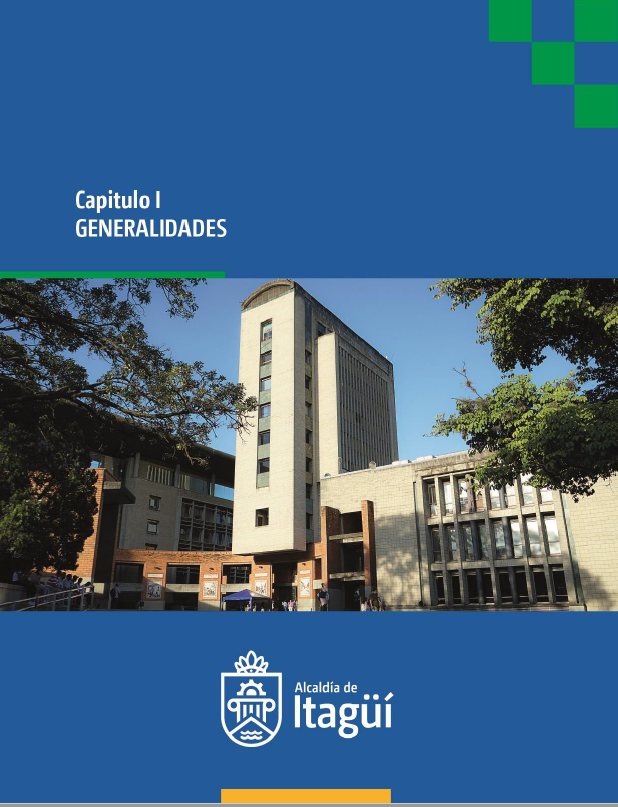 Capitulo I
GENERALIDADES
Alcaldía de
Itagüí